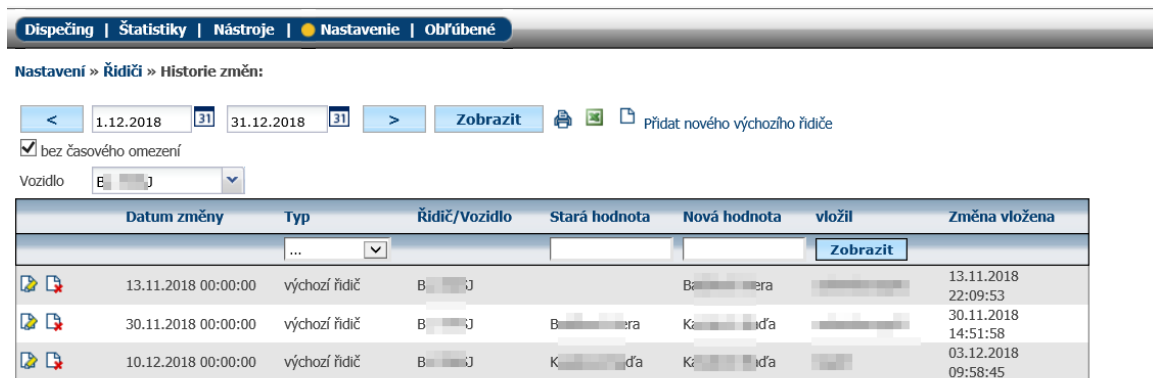 Dispečing | Štatistiky | Nástroje | Nastavenie | Obľúbené
Nastavení » Řidiči » Historie změn:
< 1.12.2018 31 31.12.2018 31 > Zobrazit Přidat nového výchozího řidiče
bez časového omezení
Vozidlo
Datum změny Typ Řidič/Vozidlo Stará hodnota Nová hodnota vložil Změna vložena
... Zobrazit
13.11.2018 00:00:00 výchozí řidič 13.11.2018
22:09:53
30.11.2018 00:00:00 výchozí řidič 30.11.2018
14:51:58
10.12.2018 00:00:00 výchozí řidič 03.12.2018
09:58:45